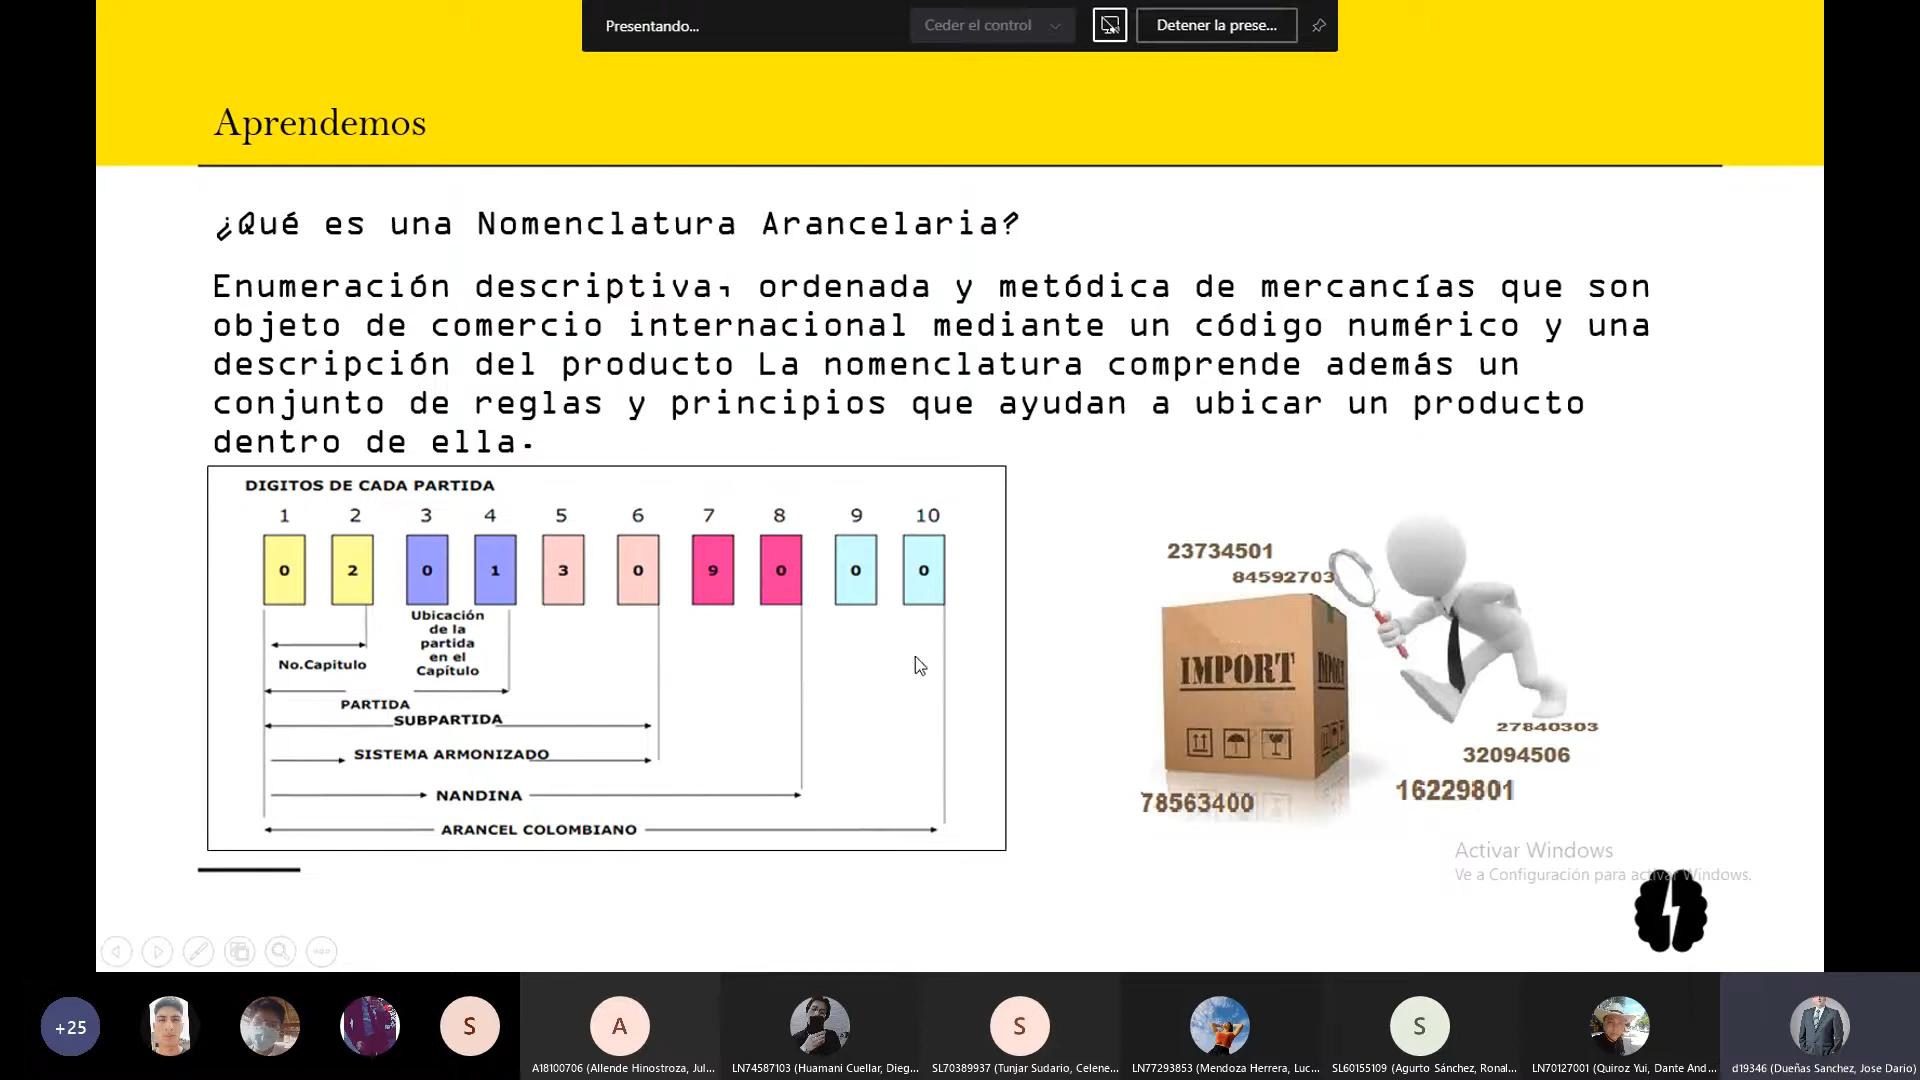 Presentando...
Ceder el control
Detener la prese...
Aprendemos
¿Qué es una Nomenclatura Arancelaria?
Enumeración descriptiva, ordenada y metódica de mercancías que son
objeto de comercio internacional mediante un código numérico y una
descripción del producto La nomenclatura comprende además un
conjunto de reglas y principios que ayudan a ubicar un producto
dentro de ella.
DIGITOS DE CADA PARTIDA
1 2 3 4 5 6 7 8 9 10
0 2 0 1 3 0 9 0 0 0
Ubicación
de la
partida
en el
Capítulo
No.Capitulo
PARTIDA
SUBPARTIDA
SISTEMA ARMONIZADO
NANDINA
ARANCEL COLOMBIANO
23734501
84592703
IMPORT
IMPORT
27840303
32094506
16229801
78563400
Activar Windows
Ve a Configuración para activar Windows.
+25
S
A
S
S
A18100706 (Allende Hinostroza, Jul...
LN74587103 (Huamani Cuellar, Dieg...
SL70389937 (Tunjar Sudario, Celene...
LN77293853 (Mendoza Herrera, Luc...
SL60155109 (Agurto Sánchez, Ronal...
LN70127001 (Quiroz Yui, Dante And...
d19346 (Dueñas Sanchez, Jose Dario)